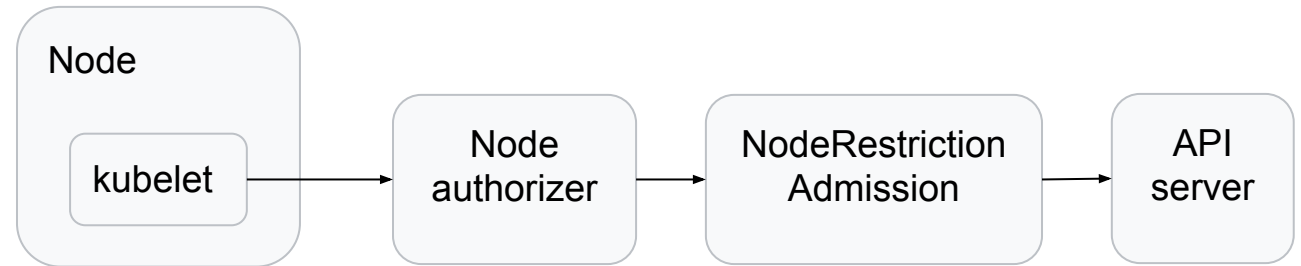 Node
kubelet
Node
authorizer
NodeRestriction
Admission
API
server